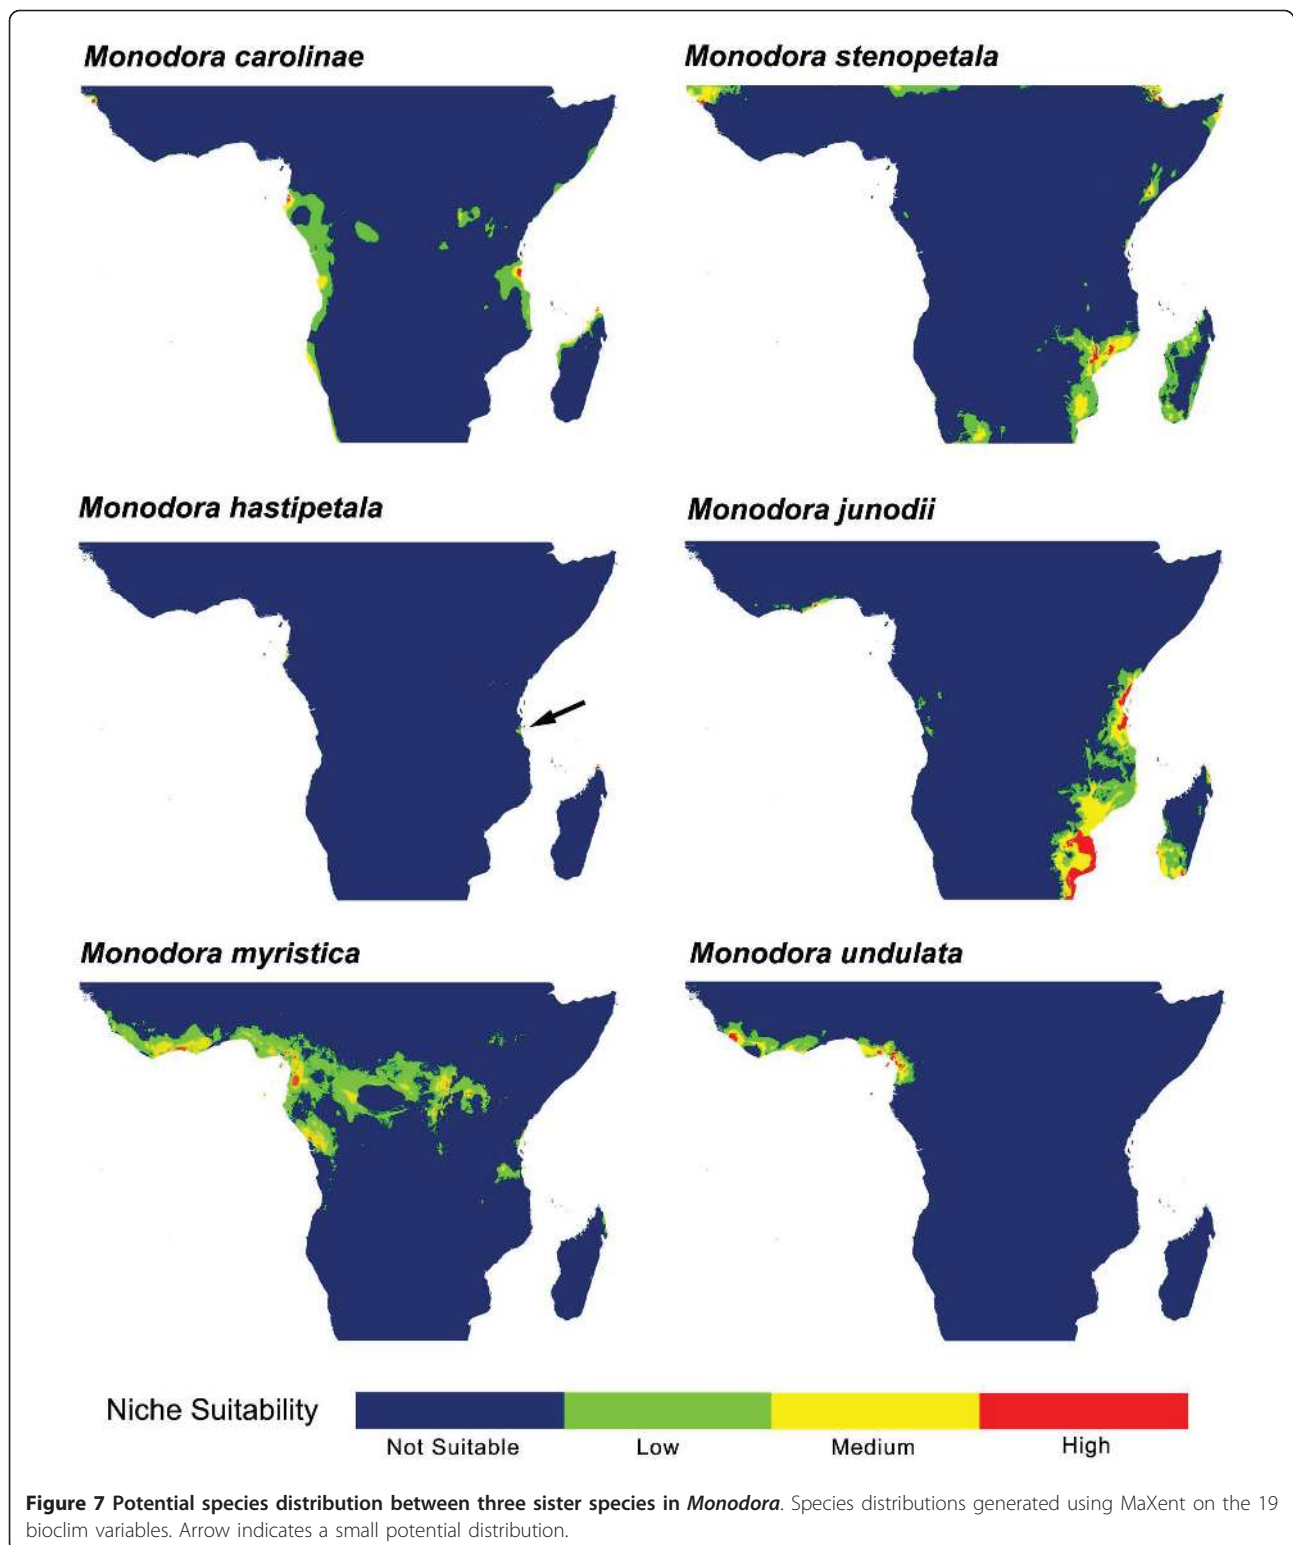 Monodora carolinae
Monodora stenopetala
Monodora hastipetala
Monodora junodii
Monodora myristica
Monodora undulata
Niche Suitability
Not Suitable
Low
Medium
High
Figure 7 Potential species distribution between three sister species in Monodora. Species distributions generated using MaXent on the 19
bioclim variables. Arrow indicates a small potential distribution.